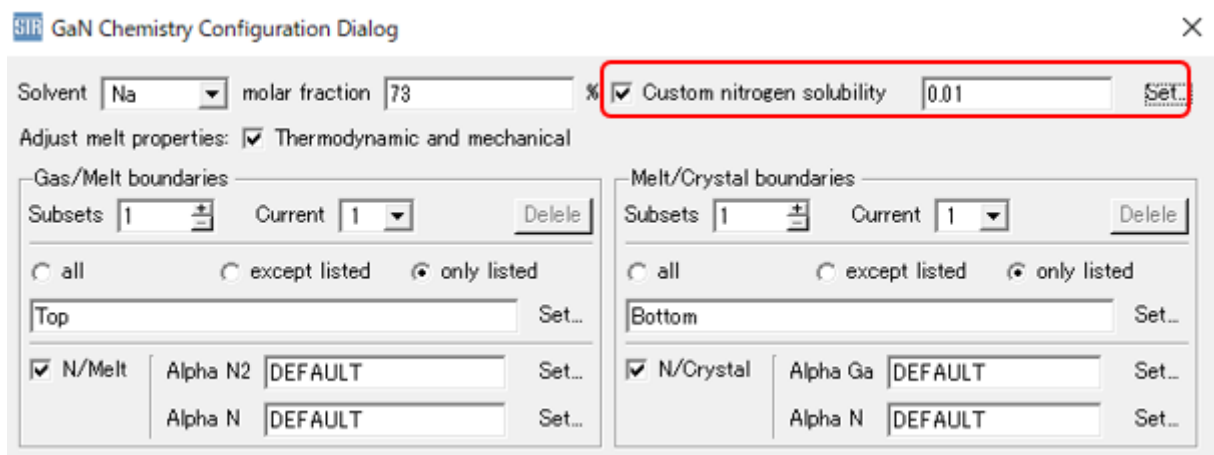 STR GaN Chemistry Configuration Dialog
Solvent Na molar fraction 73 % Custom nitrogen solubility 0.01 Set...
Adjust melt properties: Thermodynamic and mechanical
Gas/Melt boundaries
Subsets 1 Current 1 Delele
all except listed only listed
Top Set...
N/Melt Alpha N2 DEFAULT Set...
Alpha N DEFAULT Set...
Melt/Crystal boundaries
Subsets 1 Current 1 Delele
all except listed only listed
Bottom Set...
N/Crystal Alpha Ga DEFAULT Set...
Alpha N DEFAULT Set...